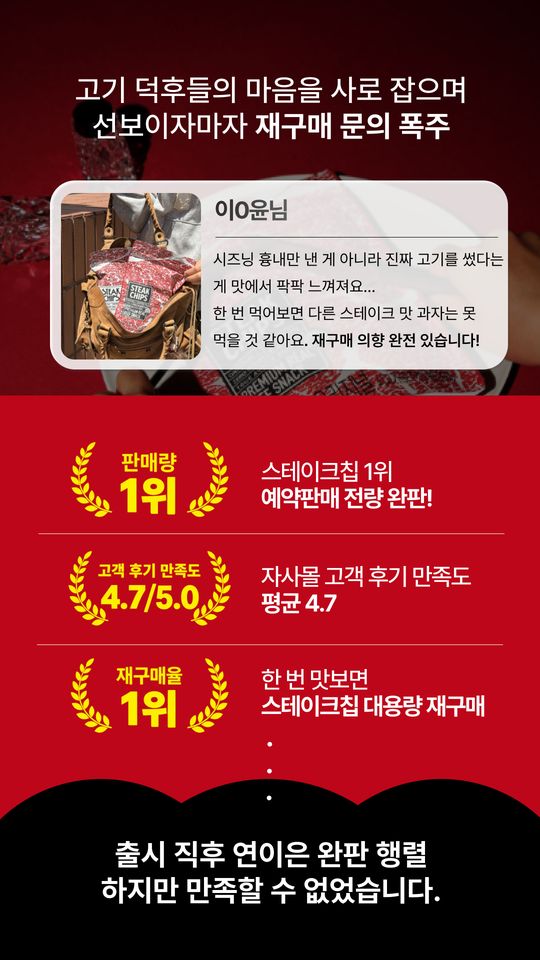 고기 덕후들의 마음을 사로 잡으며
선보이자마자 재구매 문의 폭주
이O윤님
시즈닝 흉내만 낸 게 아니라 진짜 고기를 썼다는
게 맛에서 팍팍 느껴져요...
한 번 먹어보면 다른 스테이크 맛 과자는 못
먹을 것 같아요. 재구매 의향 완전 있습니다!
STEAK
CHIPS
PREMIUM
판매량
1위
스테이크칩 1위
예약판매 전량 완판!
고객 후기 만족도
4.7/5.0
자사몰 고객 후기 만족도
평균 4.7
재구매율
1위
한 번 맛보면
스테이크칩 대용량 재구매
출시 직후 연이은 완판 행렬
하지만 만족할 수 없었습니다.